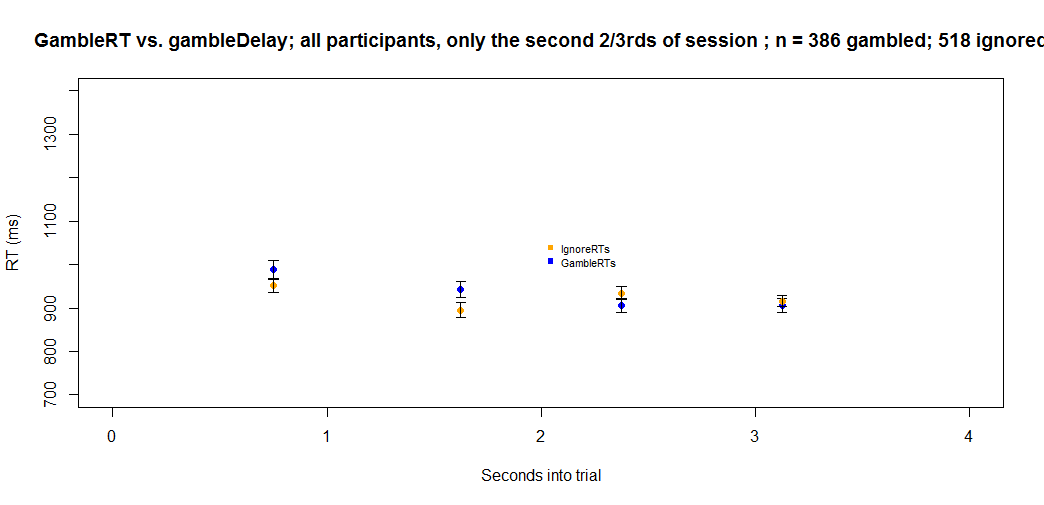 GambleRT vs. gambleDelay; all participants, only the second 2/3rds of session ; n = 386 gambled; 518 ignored
1300
1100
900
800
700
RT (ms)
IgnoreRTs
GambleRTs
0 1 2 3 4
Seconds into trial